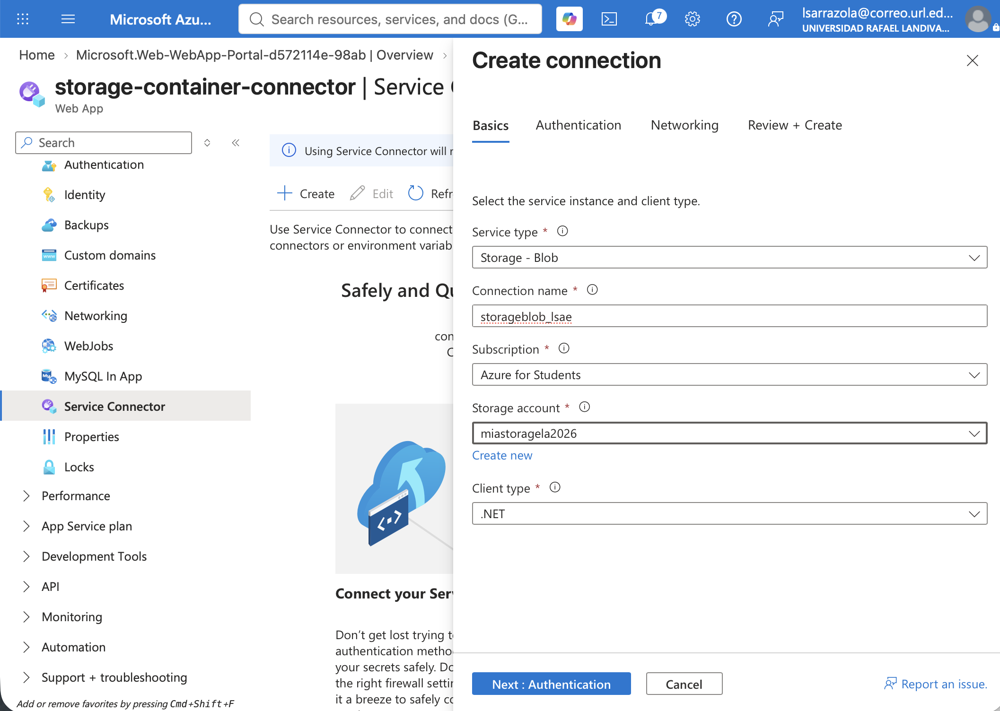 Microsoft Azu...
Search resources, services, and docs (G...
7
lsarrazola@correo.url.ed...
UNIVERSIDAD RAFAEL LANDIVA...
Home
Microsoft.Web-WebApp-Portal-d572114e-98ab | Overview
storage-container-connector | Service
Web App
Search
Authentication
Identity
Backups
Custom domains
Certificates
Networking
WebJobs
MySQL In App
Service Connector
Properties
Locks
Performance
App Service plan
Development Tools
API
Monitoring
Automation
Support + troubleshooting
Add or remove favorites by pressing Cmd+Shift+F
Using Service Connector will
Create
Edit
Refr
Use Service Connector to connect
connectors or environment variab
Safely and Qu
con
C
Connect your Serv
Don't get lost trying to
authentication metho
your secrets safely. Do
the right firewall settin
it a breeze to safely co
Create connection
Basics
Authentication
Networking
Review + Create
Select the service instance and client type.
Service type *
Storage - Blob
Connection name *
storageblob_lsae
Subscription *
Azure for Students
Storage account *
miastoragela2026
Create new
Client type *
.NET
Next : Authentication
Cancel
Report an issue.